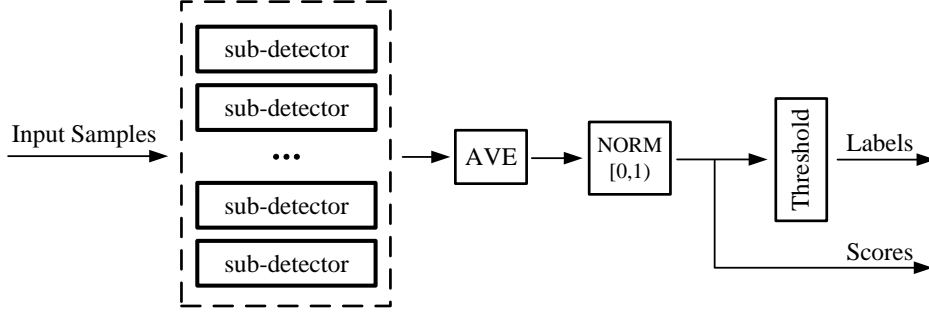 sub-detector
sub-detector
Input Samples
...
AVE
NORM
[0,1)
Threshold
Labels
sub-detector
sub-detector
Scores